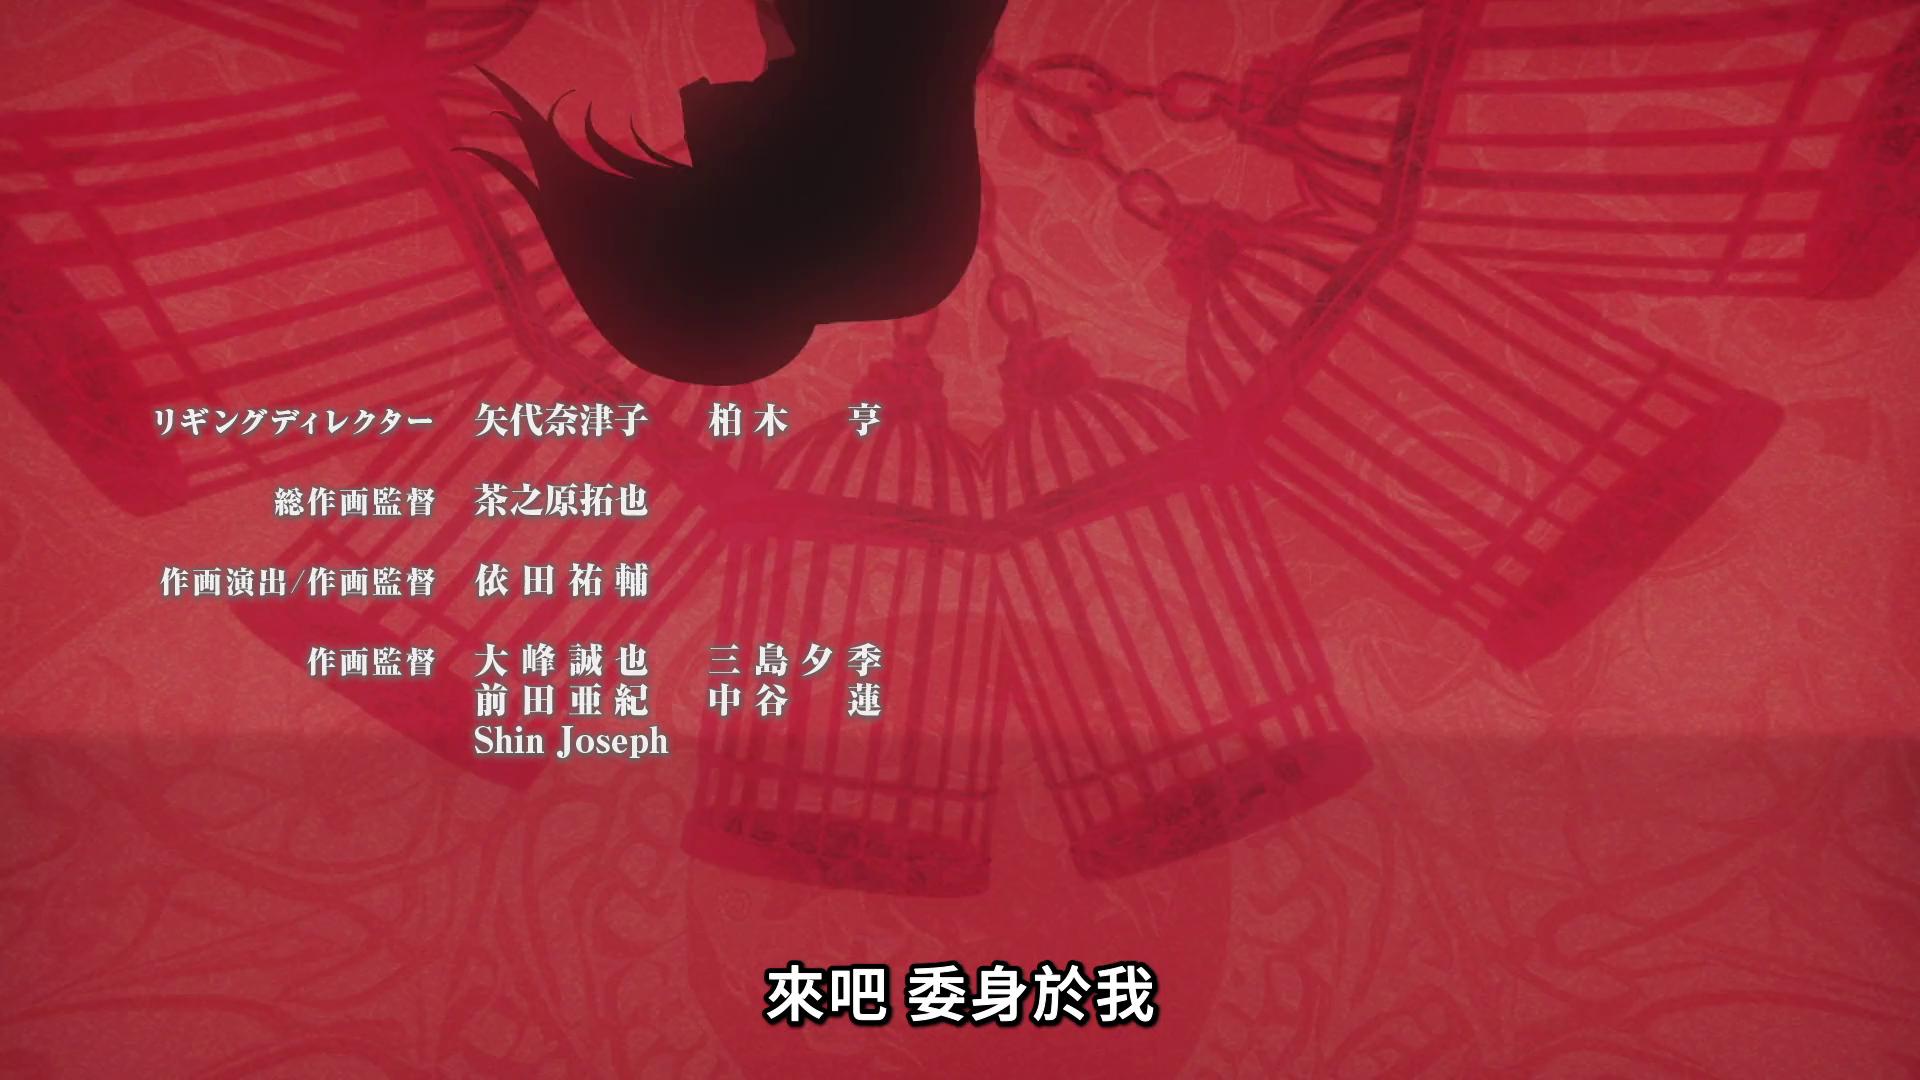 リギングディレクター 矢代奈津子 柏木 亨
総作画監督 茶之原拓也
作画演出/作画監督 依田祐輔
作画監督 大峰誠也 三島夕季
前田亜紀 中谷 蓮
Shin Joseph
來吧 委身於我